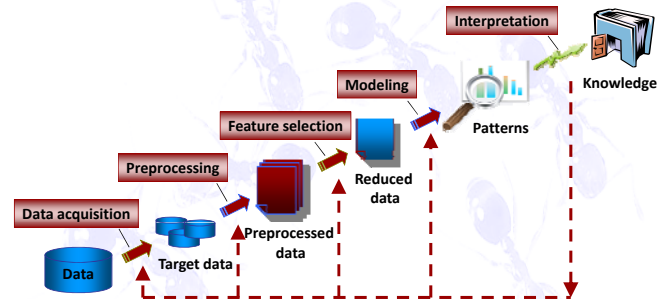 Interpretation
Knowledge
Modeling
Patterns
Feature selection
Reduced
data
Preprocessing
Preprocessed
data
Data acquisition
Target data
Data